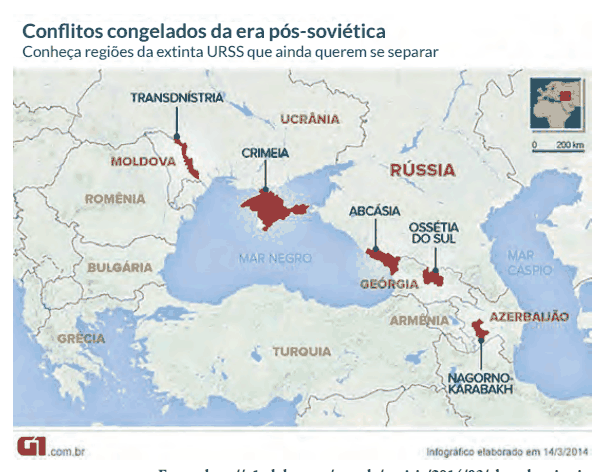 Conflitos congelados da era pós-soviética
Conheça regiões da extinta URSS que ainda querem se separar
TRANSDNÍSTRIA
UCRÂNIA
MOLDOVA
CRIMEIA
RÚSSIA
0 200 km
ROMÊNIA
ABCÁSIA
OSSÉTIA
DO SUL
MAR NEGRO
MAR
CÁSPIO
BULGÁRIA
GEÓRGIA
ARMÊNIA
AZERBAIJÃO
GRÉCIA
TURQUIA
NAGORNO-
KARABAKH
G1.com.br
Infográfico elaborado em 14/3/2014